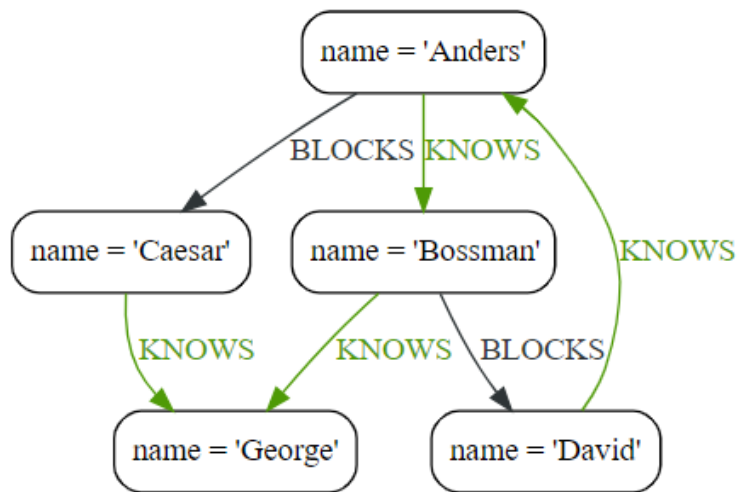 name = 'Anders'
BLOCKS
KNOWS
KNOWS
name = 'Caesar'
name = 'Bossman'
KNOWS
KNOWS
BLOCKS
name = 'George'
name = 'David'